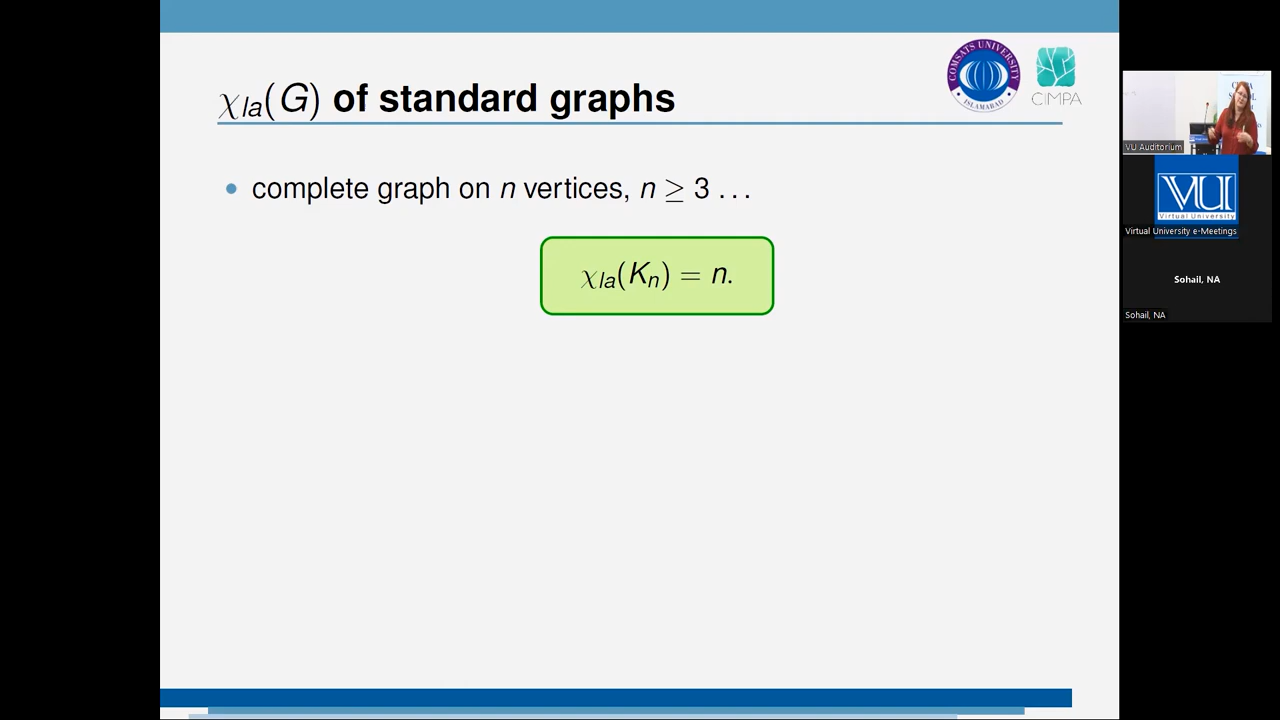 χla(G) of standard graphs
COMSATS UNIVERSITY
ISLAMABAD
CIMPA
• complete graph on n vertices, n ≥ 3 …
χla(Kn) = n.
VU Auditorium
VU
Virtual University
Virtual University e-Meetings
Sohail, NA
Sohail, NA